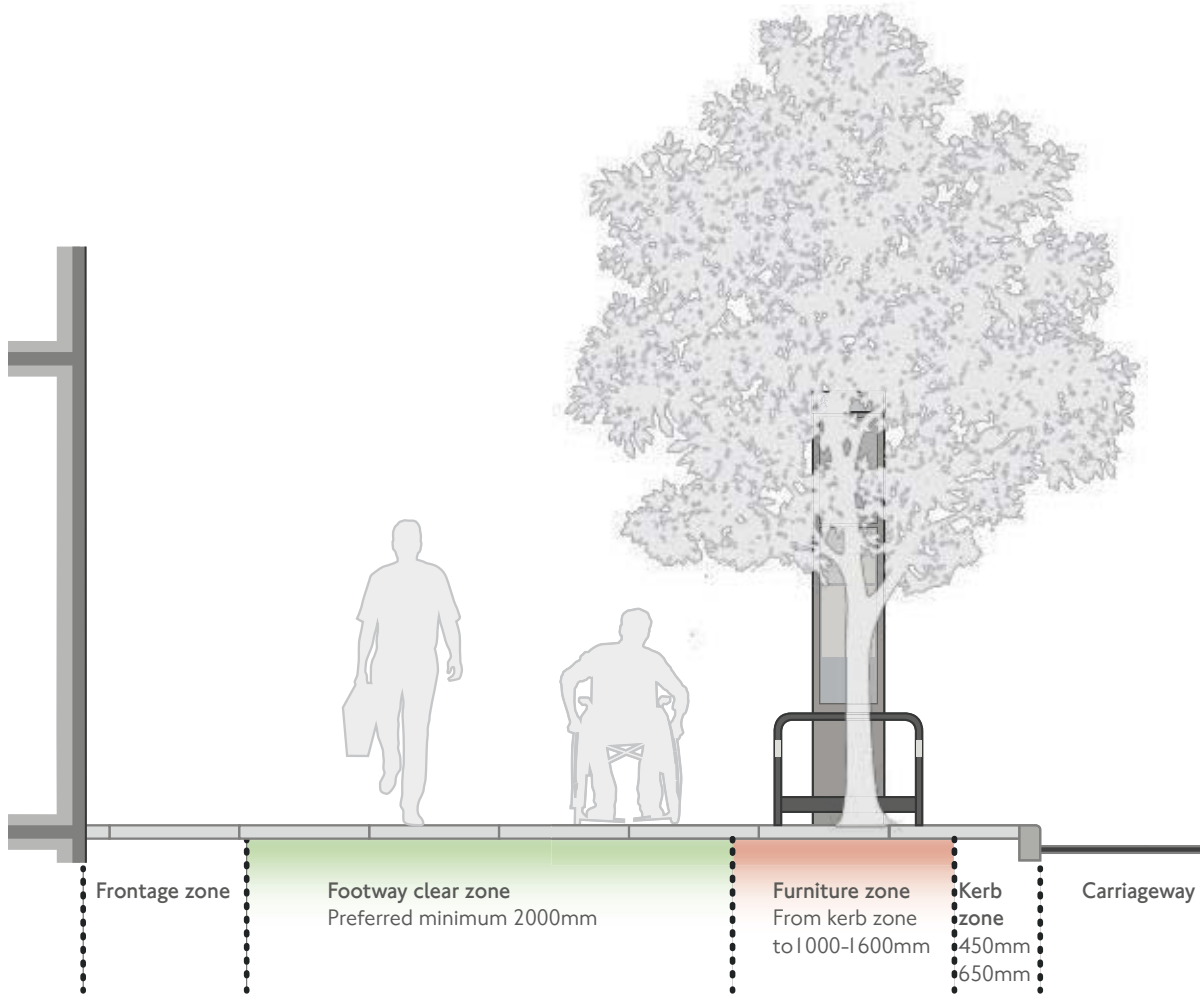 Frontage zone
Footway clear zone
Preferred minimum 2000mm
Furniture zone
From kerb zone
to1000-1600mm
Kerb
zone
450mm
650mm
Carriageway